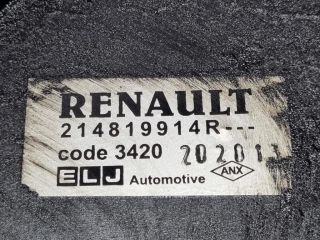 RENAULT
214819914R---
code 3420 202013
ELJ Automotive ANX